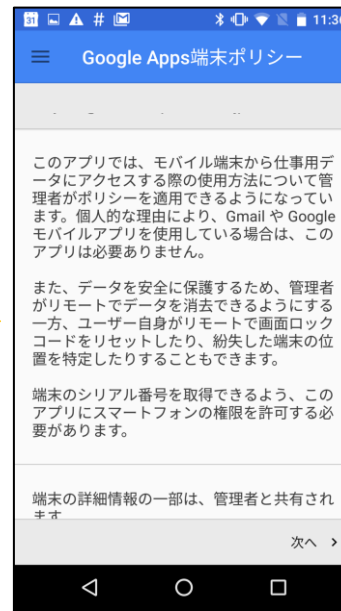 31 # 11:36
Google Apps端末ポリシー
このアプリでは、モバイル端末から仕事用デ
ータにアクセスする際の使用方法について管
理者がポリシーを適用できるようになってい
ます。個人的な理由により、Gmail や Google
モバイルアプリを使用している場合は、この
アプリは必要ありません。
また、データを安全に保護するため、管理者
がリモートでデータを消去できるようにする
一方、ユーザー自身がリモートで画面ロック
コードをリセットしたり、紛失した端末の位
置を特定したりすることもできます。
端末のシリアル番号を取得できるよう、この
アプリにスマートフォンの権限を許可する必
要があります。
端末の詳細情報の一部は、管理者と共有され
ます
次へ